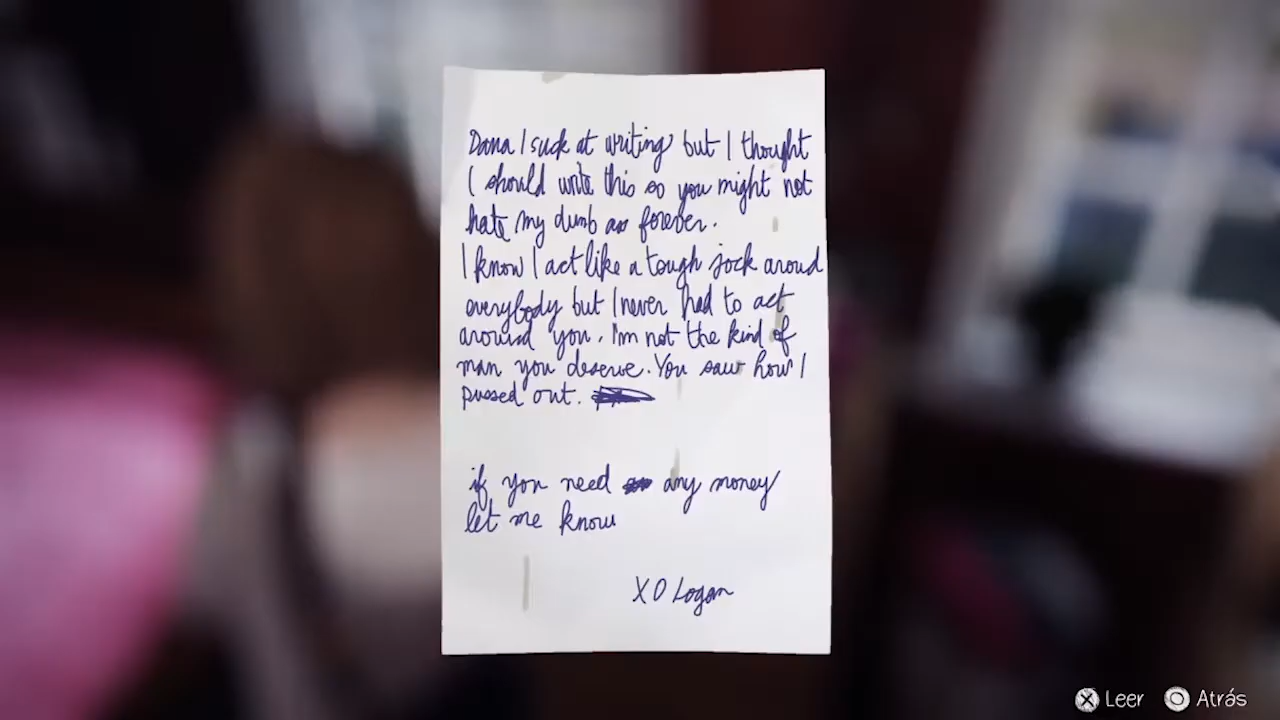 Dana I suck at writing but I thought
I should write this so you might not
hate my dumb ass forever.
I know I act like a tough jock aroud
everybody but I never had to act
around you. I'm not the kind of
man you deserve. You saw how I
pussed out.
if you need any money
let me know
XO Logan
Leer Atrás